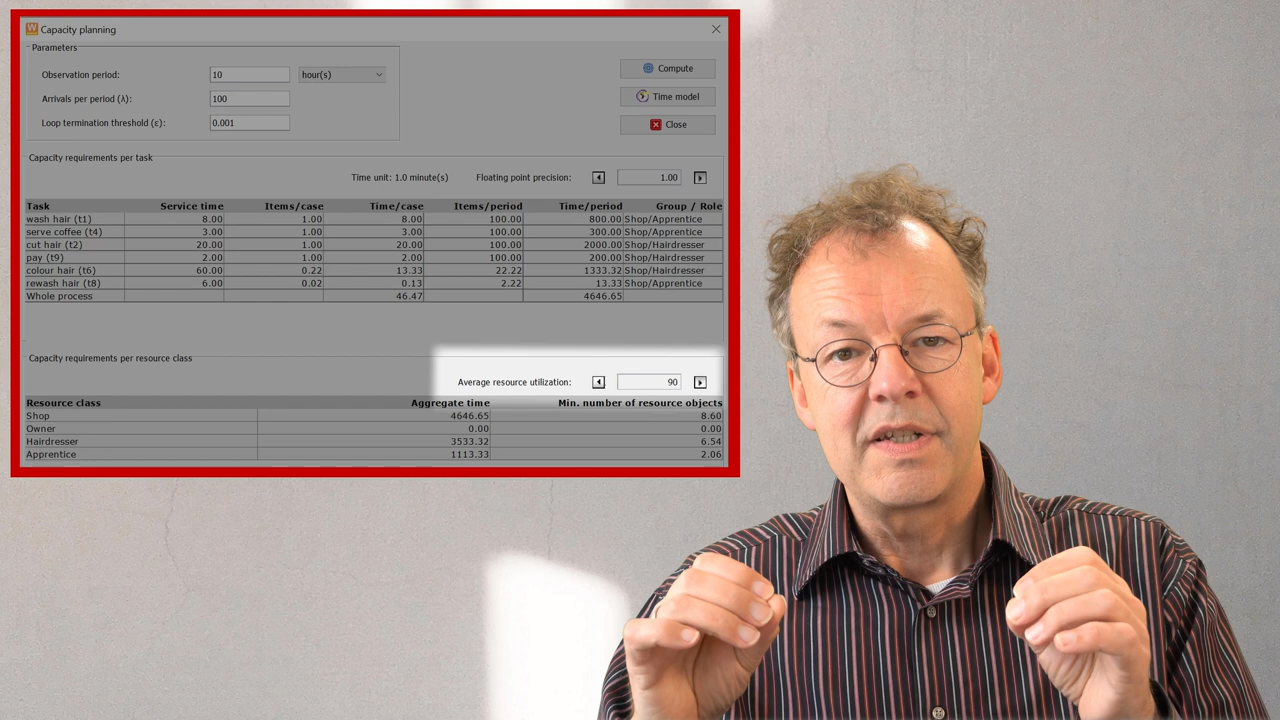 Capacity planning
Parameters
Observation period: 10 hour(s)
Compute
Arrivals per period (λ): 100
Time model
Loop termination threshold (ε): 0.001
Close
Capacity requirements per task
Time unit: 1.0 minute(s) Floating point precision: 1.00
Task Service time Items/case Time/case Items/period Time/period Group / Role
wash hair (t1) 8.00 1.00 8.00 100.00 800.00 Shop/Apprentice
serve coffee (t4) 3.00 1.00 3.00 100.00 300.00 Shop/Apprentice
cut hair (t2) 20.00 1.00 20.00 100.00 2000.00 Shop/Hairdresser
pay (t9) 2.00 1.00 2.00 100.00 200.00 Shop/Hairdresser
colour hair (t6) 60.00 0.22 13.33 22.22 1333.32 Shop/Hairdresser
rewash hair (t8) 6.00 0.02 0.13 2.22 13.33 Shop/Apprentice
Whole process 46.47 4646.65
Capacity requirements per resource class
Average resource utilization: 90
Resource class Aggregate time Min. number of resource objects
Shop 4646.65 8.60
Owner 0.00 0.00
Hairdresser 3533.32 6.54
Apprentice 1113.33 2.06